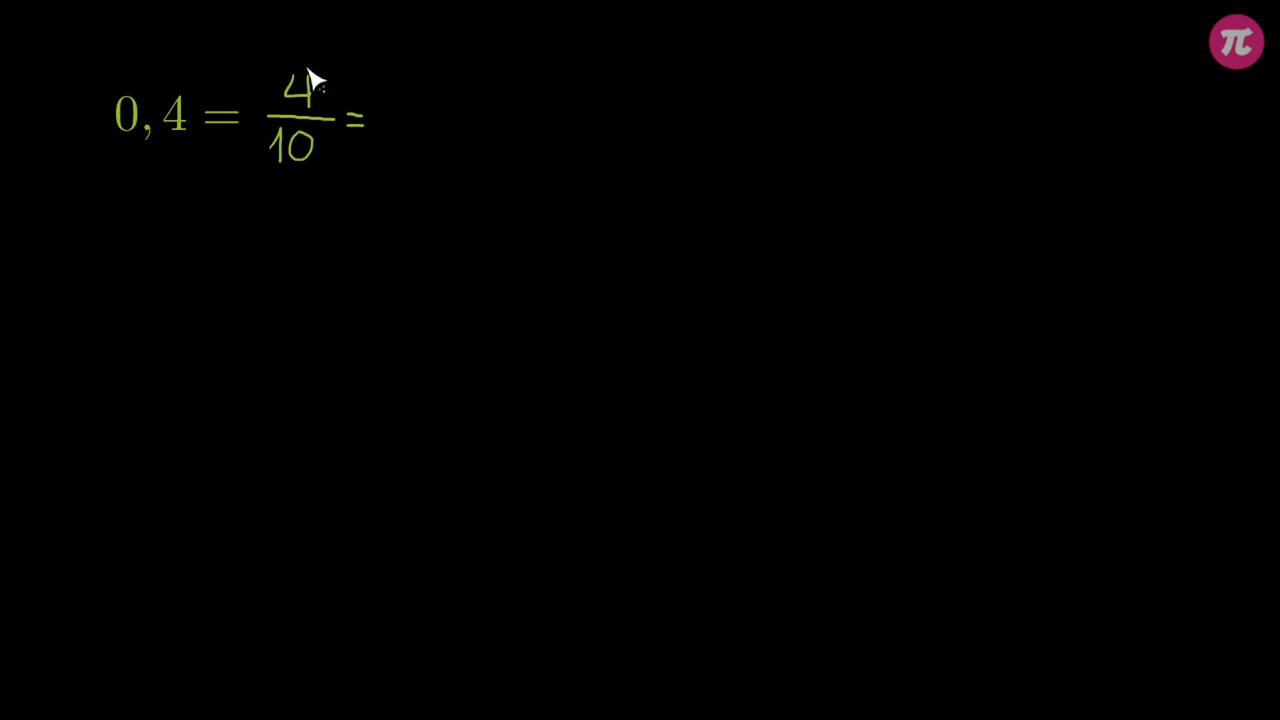 0,4 = 4/10 =
π